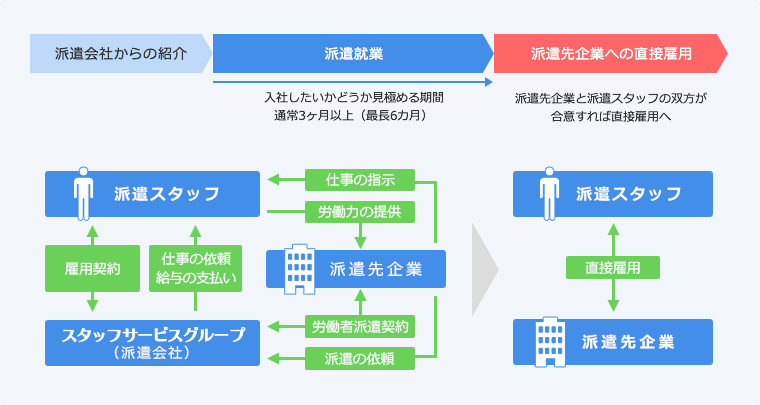 派遣会社からの紹介
派遣就業
派遣先企業への直接雇用
入社したいかどうか見極める期間
通常3ヶ月以上（最長6カ月）
派遣先企業と派遣スタッフの双方が
合意すれば直接雇用へ
派遣スタッフ
仕事の指示
労働力の提供
雇用契約
仕事の依頼
給与の支払い
派遣先企業
スタッフサービスグループ
（派遣会社）
労働者派遣契約
派遣の依頼
派遣スタッフ
直接雇用
派遣先企業